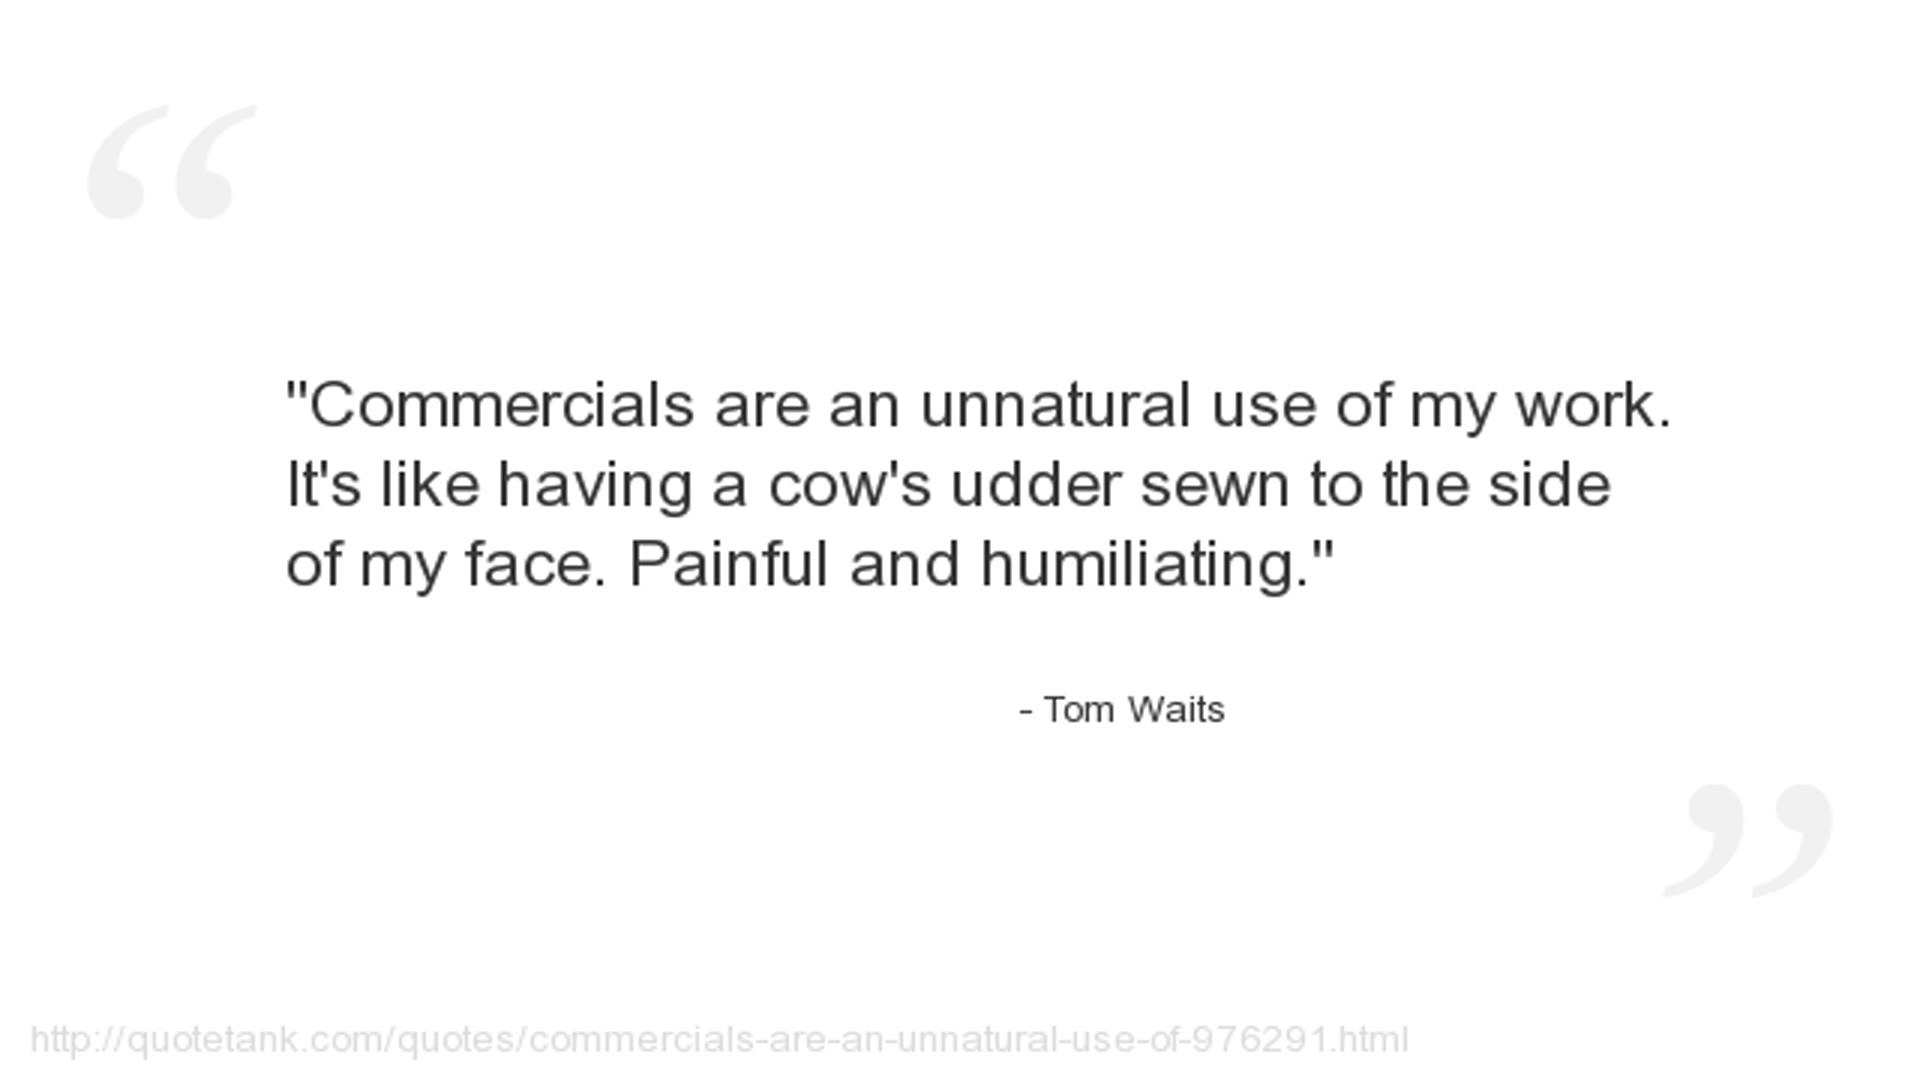 "Commercials are an unnatural use of my work.
It's like having a cow's udder sewn to the side
of my face. Painful and humiliating."
- Tom Waits
http://quotetank.com/quotes/commercials-are-an-unnatural-use-of-976291.html